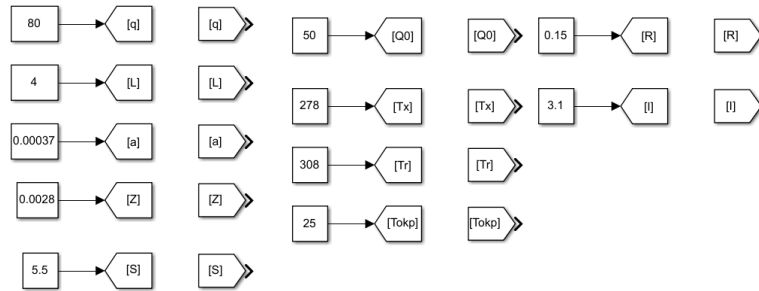 80 [q] [q]
50 [Q0] [Q0] 0.15 [R] [R]
4 [L] [L]
278 [Tx] [Tx] 3.1 [I] [I]
0.00037 [a] [a]
308 [Tr] [Tr]
0.0028 [Z] [Z]
25 [Tokp] [Tokp]
5.5 [S] [S]